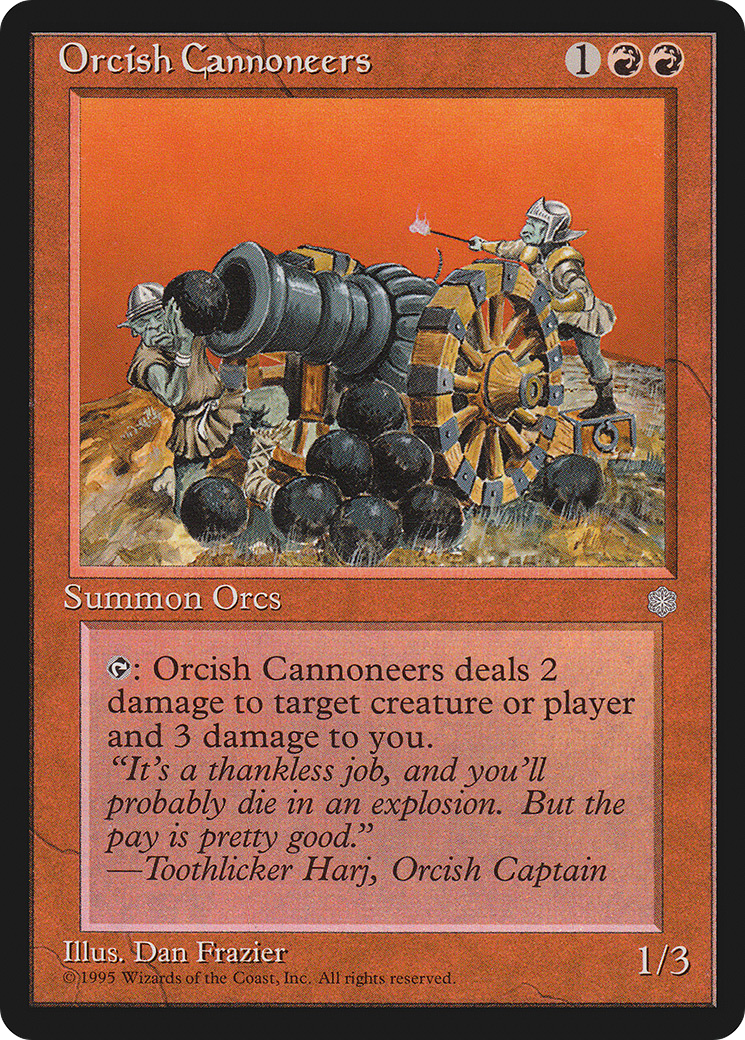 Orcish Cannoneers 1
Summon Orcs
: Orcish Cannoneers deals 2
damage to target creature or player
and 3 damage to you.
“It’s a thankless job, and you’ll
probably die in an explosion. But the
pay is pretty good.”
—Toothlicker Harj, Orcish Captain
Illus. Dan Frazier
1/3
© 1995 Wizards of the Coast, Inc. All rights reserved.